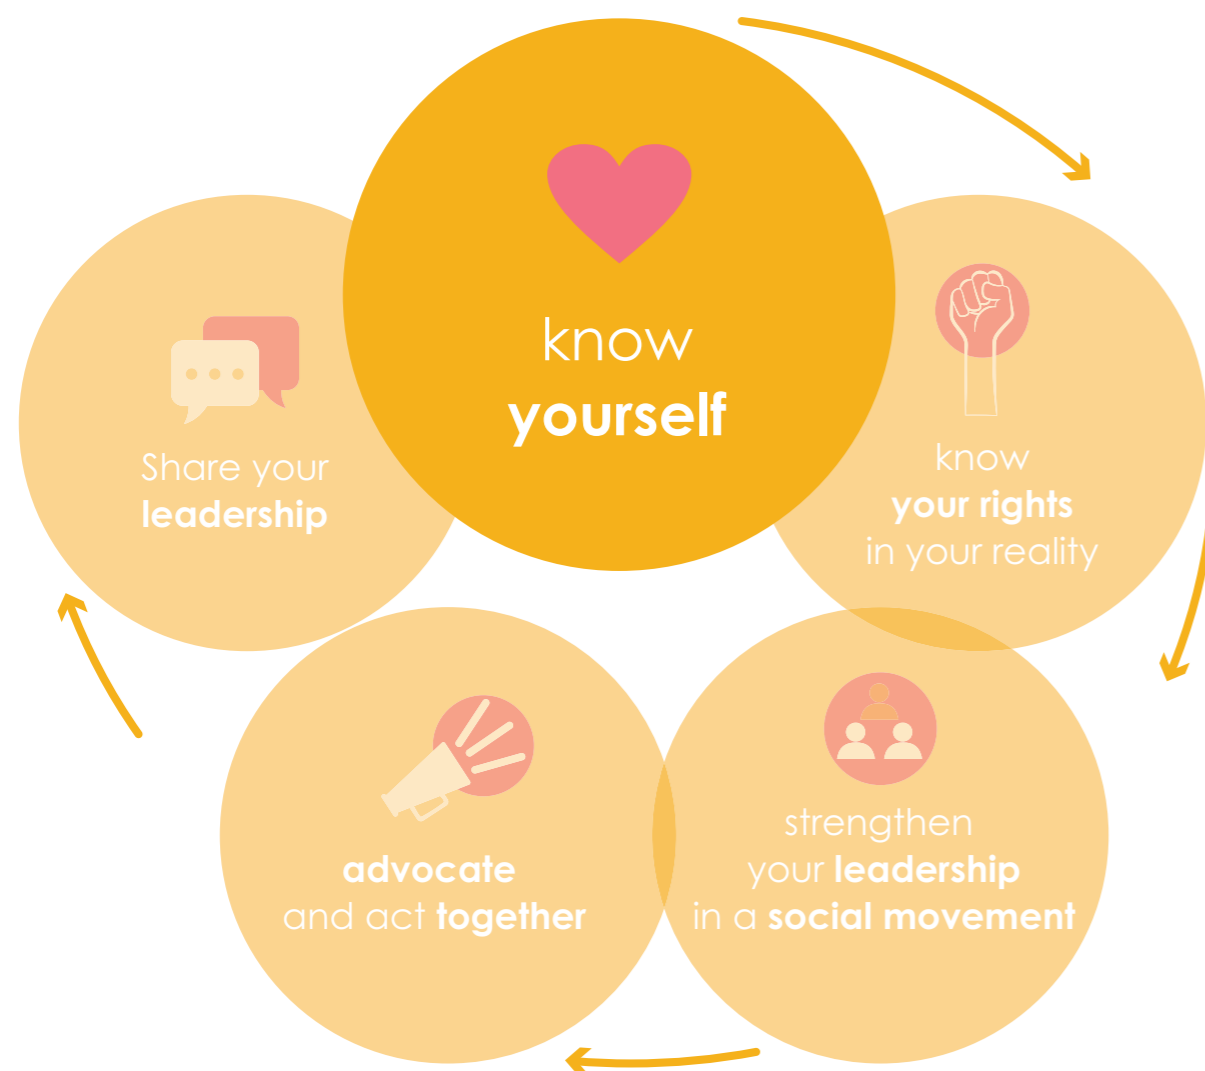 know
yourself
know
your rights
in your reality
strengthen
your leadership
in a social movement
advocate
and act together
Share your
leadership